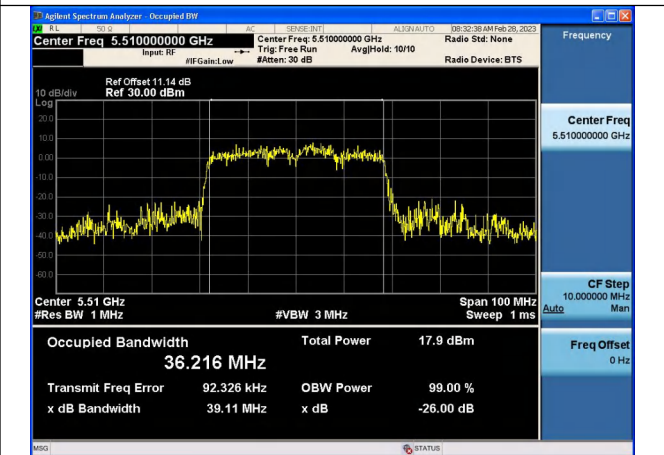 Agilent Spectrum Analyzer - Occupied BW
RL 50 Ω AC SENSE:INT ALIGN AUTO 08:32:38 AM Feb 28, 2023
Center Freq 5.510000000 GHz
Input: RF
#IFGain:Low
Center Freq: 5.510000000 GHz
Trig: Free Run Avg|Hold: 10/10
#Atten: 30 dB
Radio Std: None
Radio Device: BTS
Ref Offset 11.14 dB
10 dB/div Ref 30.00 dBm
Log
20.0
10.0
0.00
-10.0
-20.0
-30.0
-40.0
-50.0
-60.0
Center 5.51 GHz Span 100 MHz
#Res BW 1 MHz #VBW 3 MHz Sweep 1 ms
Occupied Bandwidth Total Power 17.9 dBm
36.216 MHz
Transmit Freq Error 92.326 kHz OBW Power 99.00 %
x dB Bandwidth 39.11 MHz x dB -26.00 dB
MSG STATUS
Frequency
Center Freq
5.510000000 GHz
CF Step
10.000000 MHz
Auto Man
Freq Offset
0 Hz